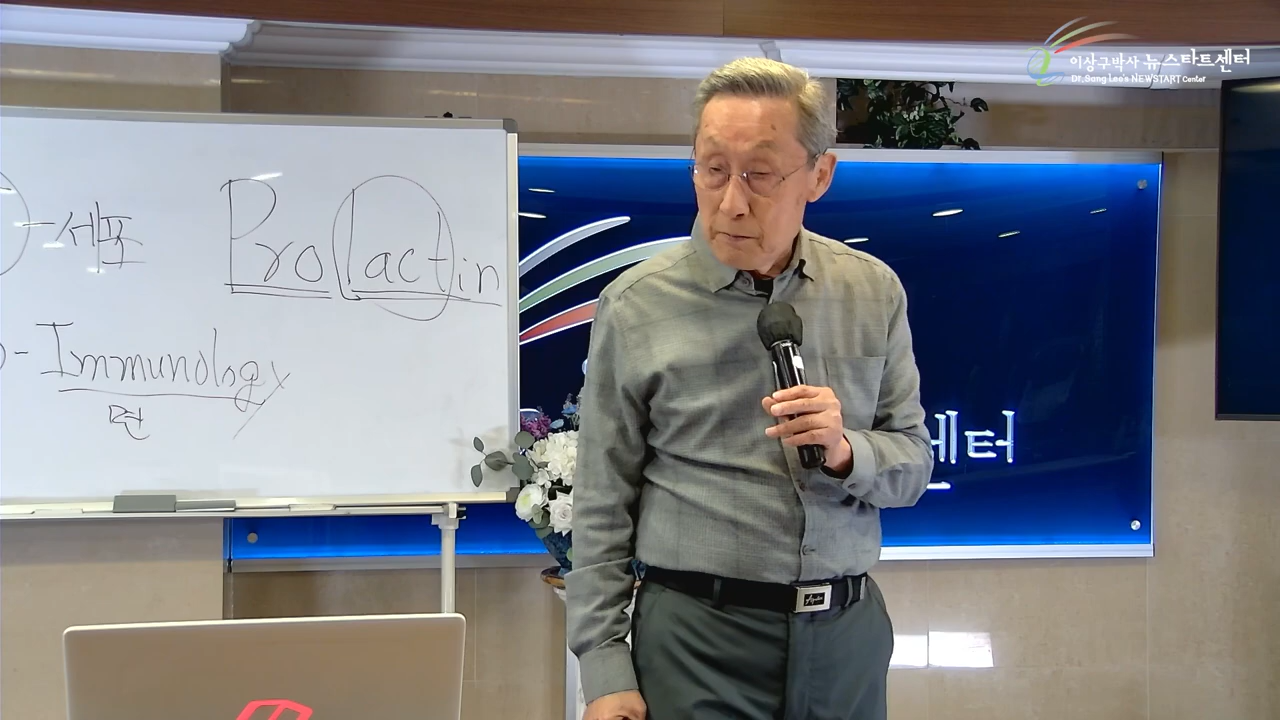 이상구박사 뉴스타트센터
Dr. Sang Lee's NEWSTART Center
-세포
Prolactin
- Immunology
면
센터